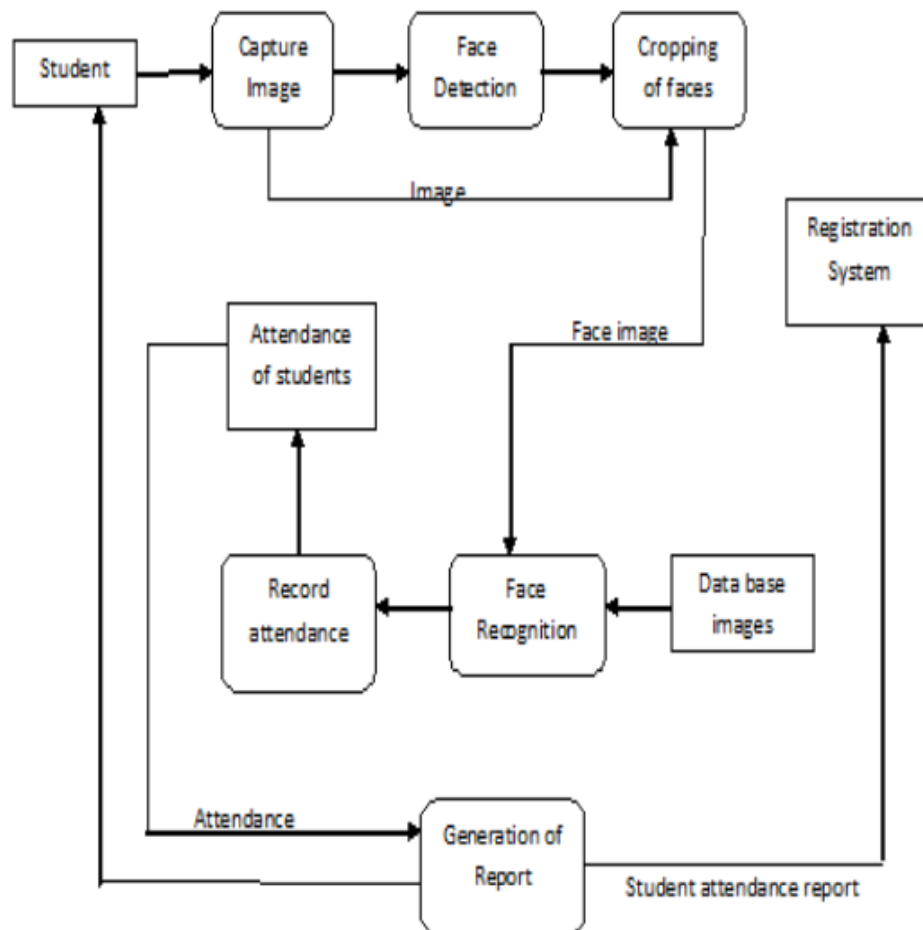 Student
Capture
Image
Face
Detection
Cropping
of faces
Image
Registration
System
Face image
Attendance
of students
Record
attendance
Face
Recognition
Data base
images
Attendance
Generation of
Report
Student attendance report